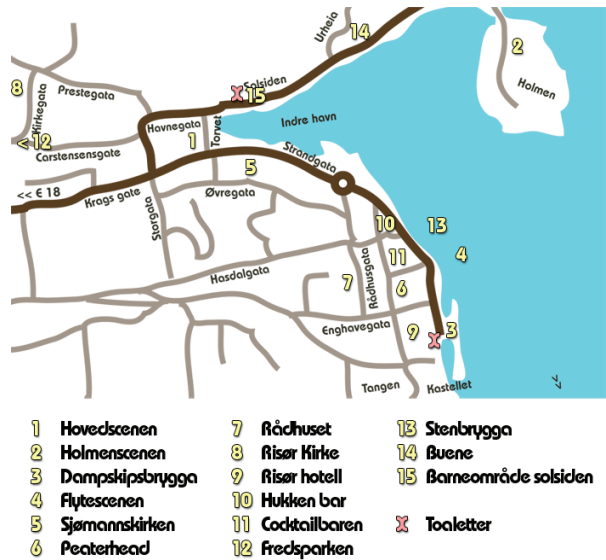 Urheia
14
2
8
Prestegata
Solsiden
15
Holmen
Kirkegata
Havnegata
Torvet
Indre havn
< 12
Carstensensgate
1
Strandgata
5
<< E 18
Krags gate
Øvregata
Storgata
10
13
11
4
Hasdalgata
7
Rådhusgata
6
Enghavegata
9
3
Tangen
Kastellet
1 Hovedscenen
2 Holmenscenen
3 Dampskipsbrygga
4 Flytescenen
5 Sjømannskirken
6 Peaterhead
7 Rådhuset
8 Risør Kirke
9 Risør hotell
10 Hukken bar
11 Cocktailbaren
12 Fredsparken
13 Stenbrygga
14 Buene
15 Barneområde solsiden
Toaletter